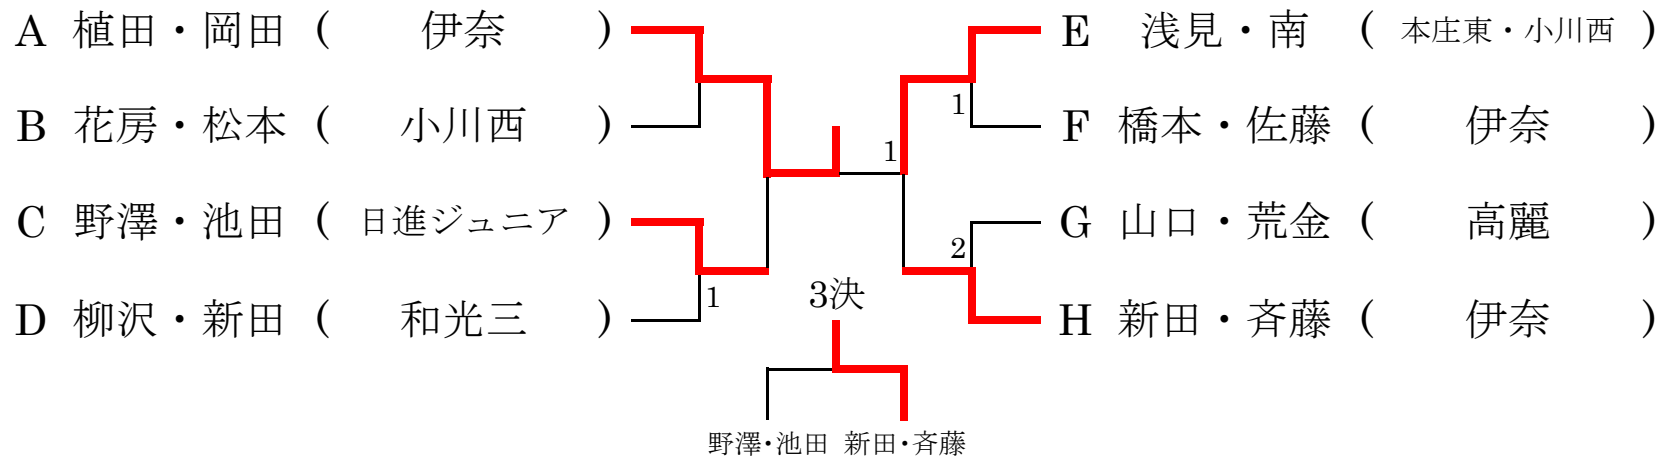 A 植田・岡田 ( 伊奈 )
B 花房・松本 ( 小川西 )
C 野澤・池田 ( 日進ジュニア )
D 柳沢・新田 ( 和光三 )
1
3決
野澤・池田 新田・斉藤
1
1
2
E 浅見・南 ( 本庄東・小川西 )
F 橋本・佐藤 ( 伊奈 )
G 山口・荒金 ( 高麗 )
H 新田・斉藤 ( 伊奈 )